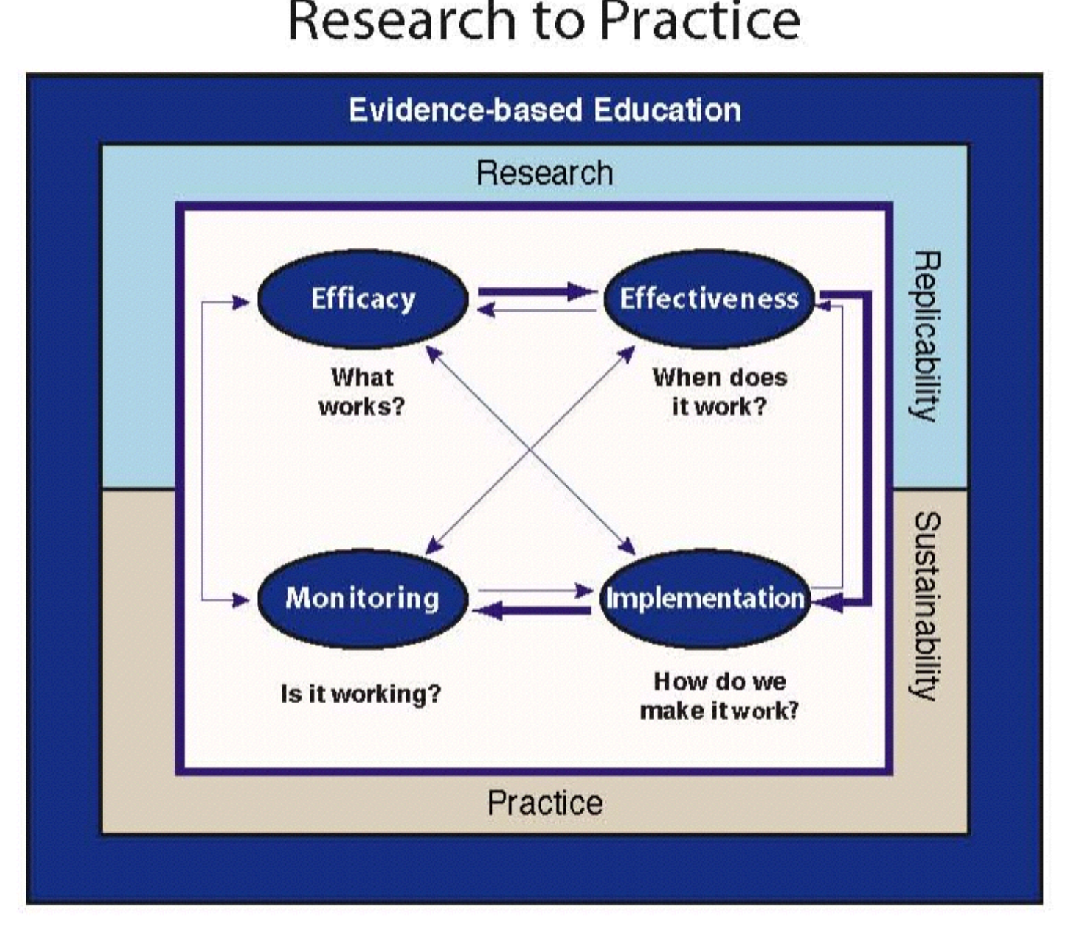 Research to Practice
Evidence-based Education
Research
Efficacy
Effectiveness
What
works?
When does
it work?
Replicability
Monitoring
Implementation
Is it working?
How do we
make it work?
Sustainability
Practice